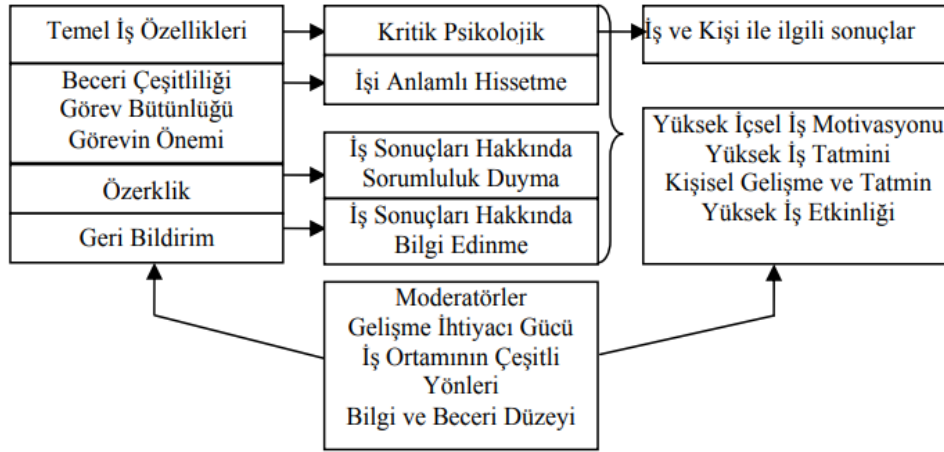 Temel İş Özellikleri
Kritik Psikolojik
İş ve Kişi ile ilgili sonuçlar
Beceri Çeşitliliği
Görev Bütünlüğü
Görevin Önemi
İşi Anlamlı Hissetme
Özerklik
İş Sonuçları Hakkında
Sorumluluk Duyma
Geri Bildirim
İş Sonuçları Hakkında
Bilgi Edinme
Yüksek İçsel İş Motivasyonu
Yüksek İş Tatmini
Kişisel Gelişme ve Tatmin
Yüksek İş Etkinliği
Moderatörler
Gelişme İhtiyacı Gücü
İş Ortamının Çeşitli
Yönleri
Bilgi ve Beceri Düzeyi